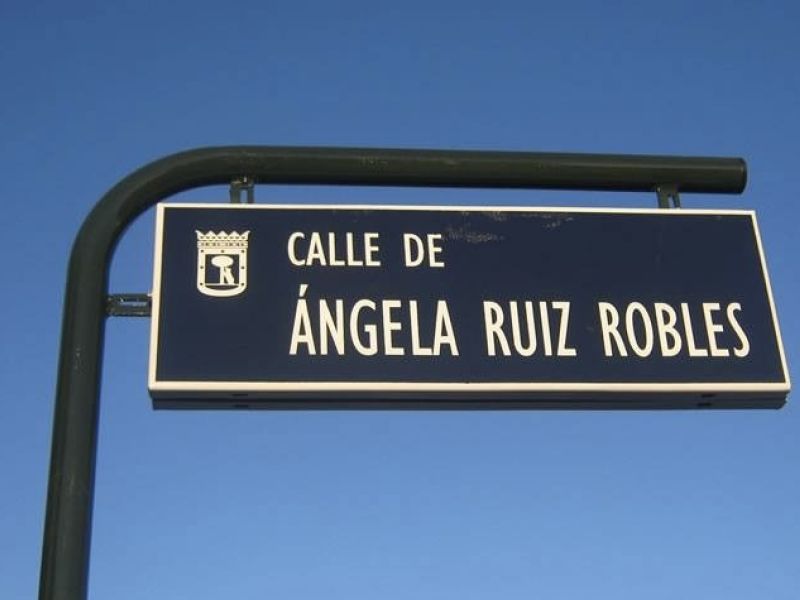 CALLE DE
ÁNGELA RUIZ ROBLES